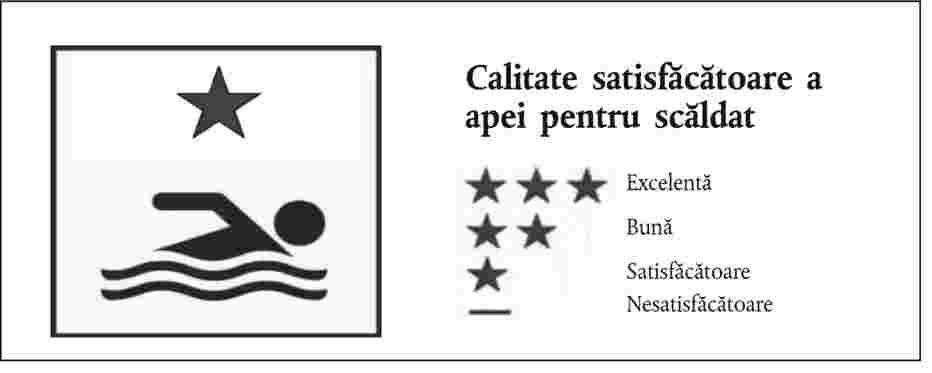 Calitate satisfăcătoare a
apei pentru scăldat
Excelentă
Bună
Satisfăcătoare
Nesatisfăcătoare